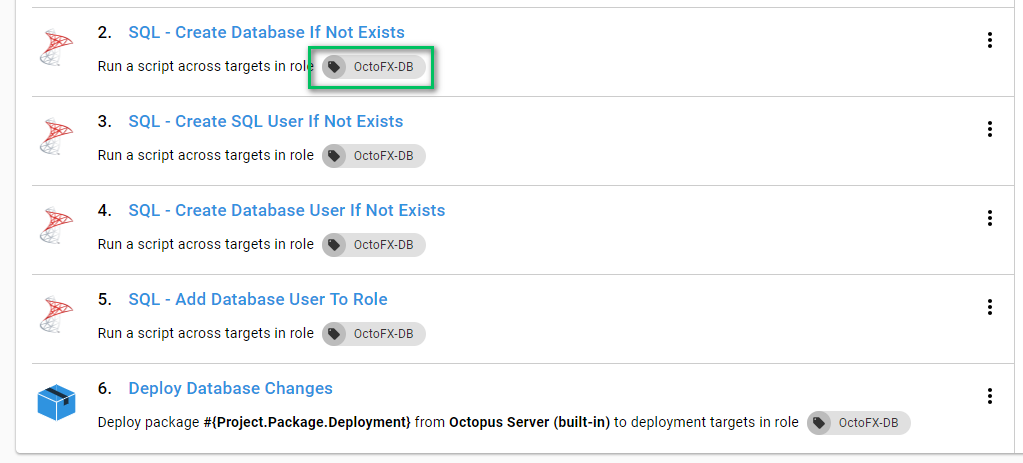 2. SQL - Create Database If Not Exists
Run a script across targets in role OctoFX-DB
3. SQL - Create SQL User If Not Exists
Run a script across targets in role OctoFX-DB
4. SQL - Create Database User If Not Exists
Run a script across targets in role OctoFX-DB
5. SQL - Add Database User To Role
Run a script across targets in role OctoFX-DB
6. Deploy Database Changes
Deploy package #{Project.Package.Deployment} from Octopus Server (built-in) to deployment targets in role OctoFX-DB